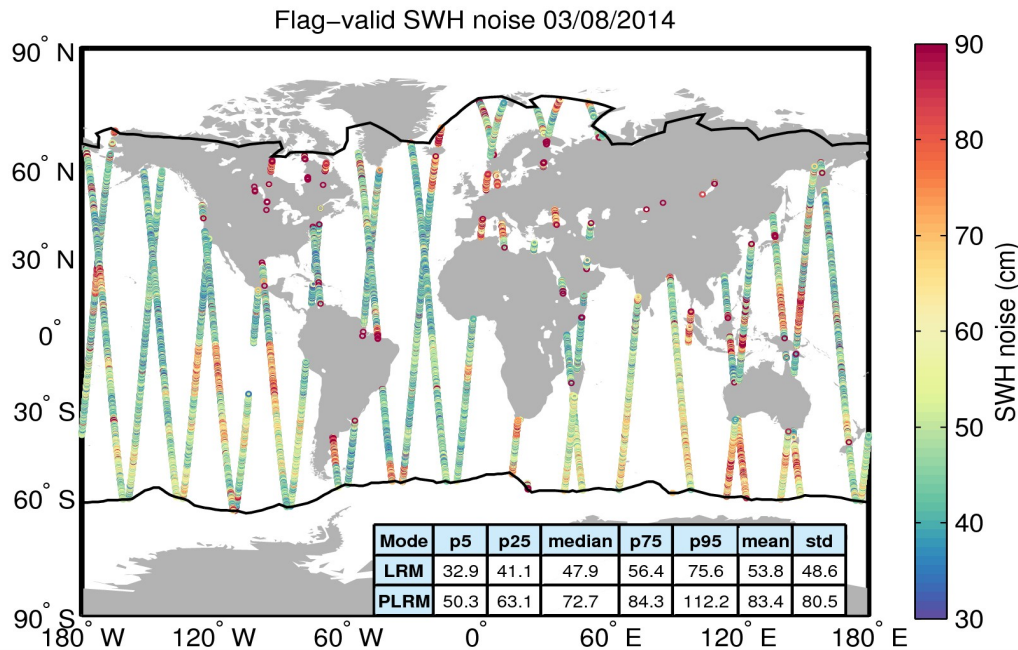 Flag−valid SWH noise 03/08/2014
90° N
60° N
30° N
0°
30° S
60° S
90° S
180° W
120° W
60° W
0°
60° E
120° E
180° E
Mode p5 p25 median p75 p95 mean std
LRM 32.9 41.1 47.9 56.4 75.6 53.8 48.6
PLRM 50.3 63.1 72.7 84.3 112.2 83.4 80.5
90
80
70
60
50
40
30
SWH noise (cm)